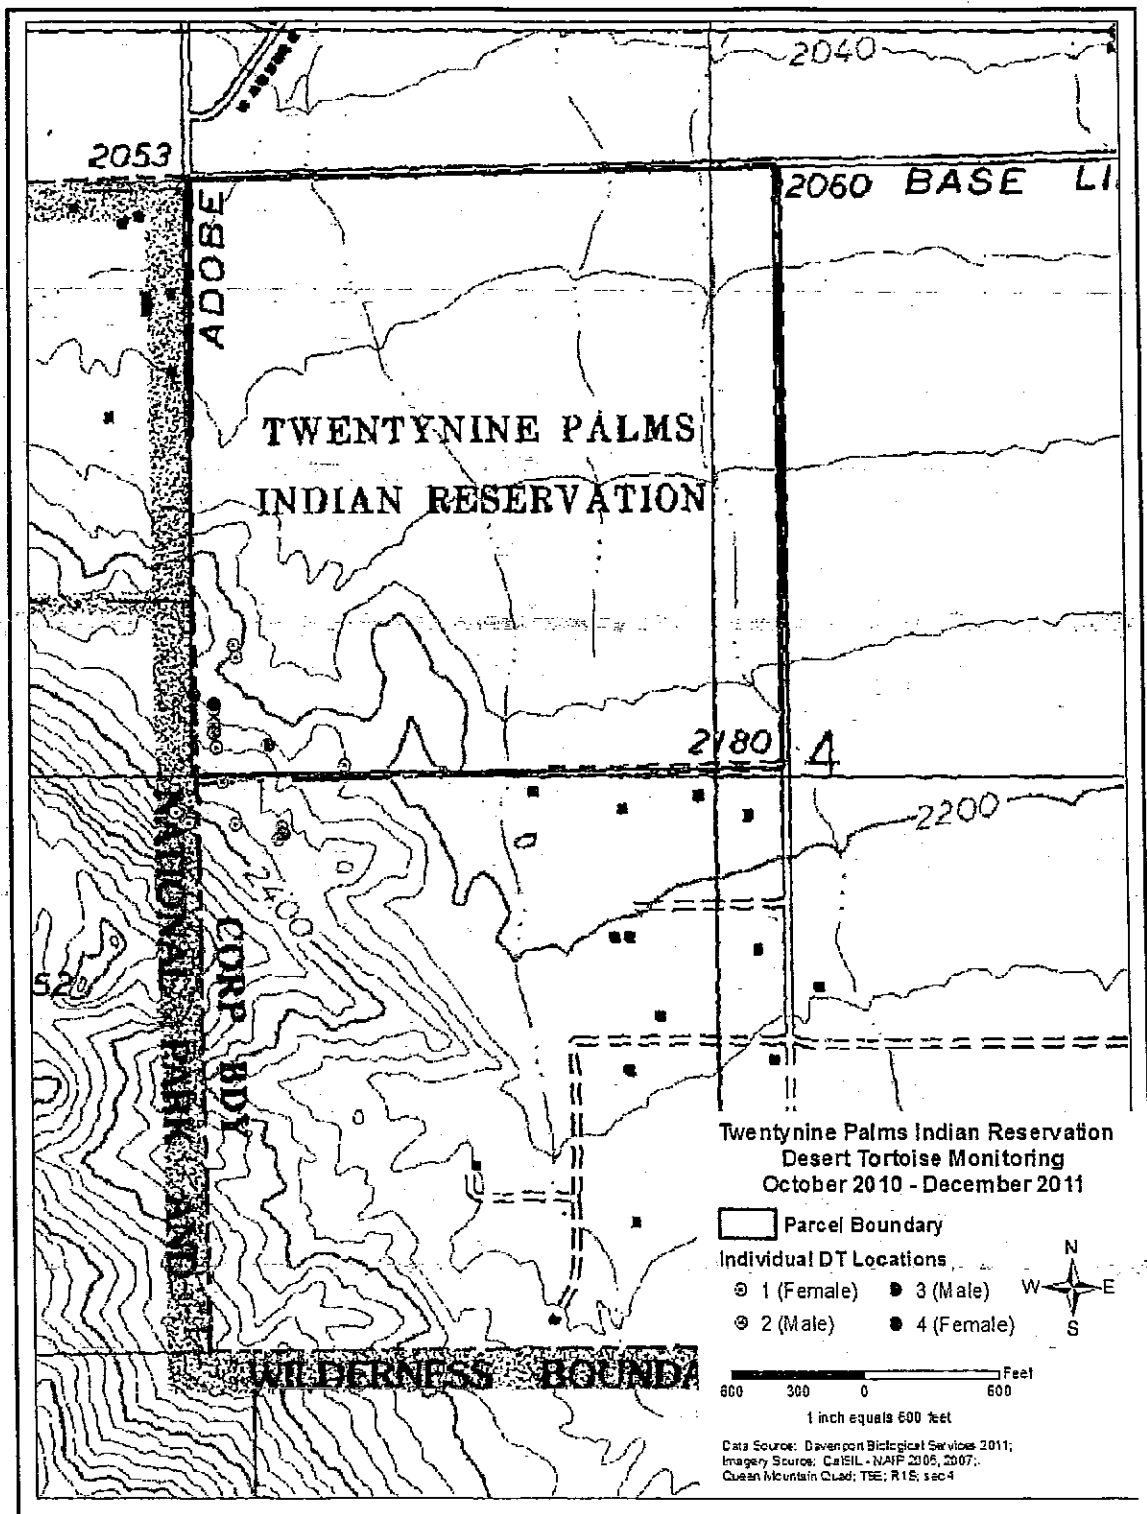 2040
2053
2060 BASE LI
ADOBE
TWENTYNINE PALMS
INDIAN RESERVATION
2180 4
2200
2400
NATIONAL PARK AND
CORP BDY
52
WILDERNESS BOUNDA
Twentynine Palms Indian Reservation
Desert Tortoise Monitoring
October 2010 - December 2011
Parcel Boundary
Individual DT Locations
1 (Female) 3 (Male)
2 (Male) 4 (Female)
N
W E
S
Feet
600 300 0 600
1 inch equals 600 feet
Data Source: Davenport Biological Services 2011;
Imagery Source: CalSIL - NAIP 2005, 2007;
Queen Mountain Quad; T9E; R1S; sec4